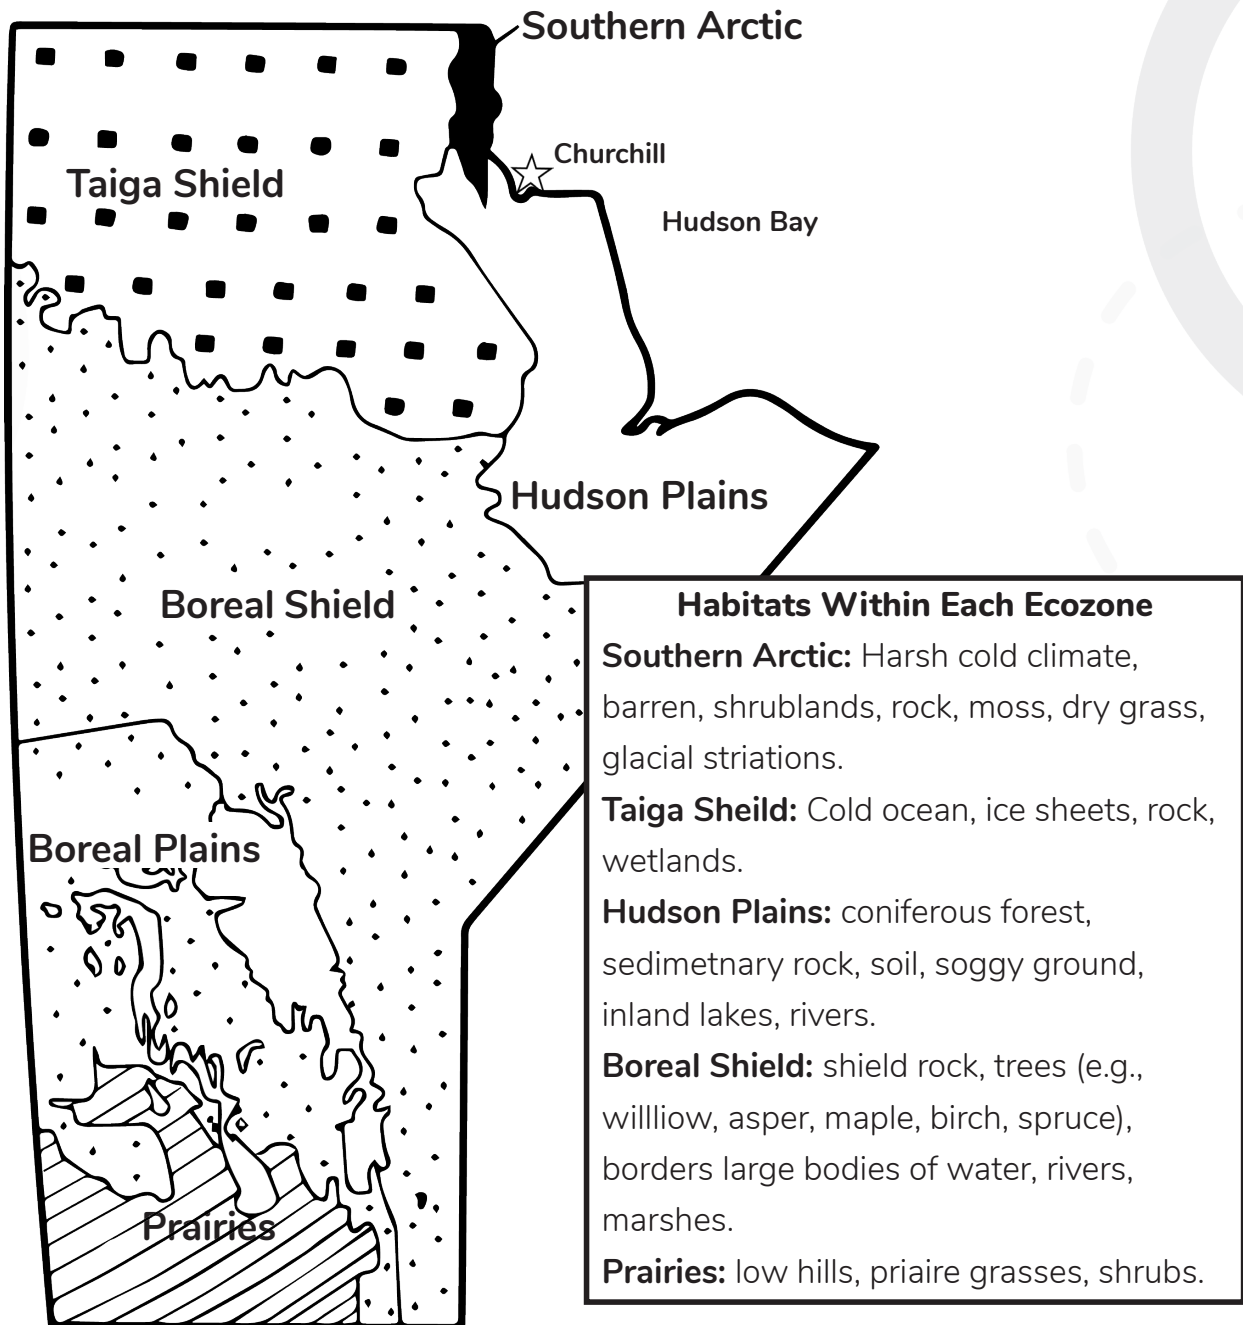 Southern Arctic
Churchill
Taiga Shield
Hudson Bay
Hudson Plains
Boreal Shield
Habitats Within Each Ecozone
Southern Arctic: Harsh cold climate,
barren, shrublands, rock, moss, dry grass,
glacial striations.
Taiga Sheild: Cold ocean, ice sheets, rock,
wetlands.
Hudson Plains: coniferous forest,
sedimetnary rock, soil, soggy ground,
inland lakes, rivers.
Boreal Shield: shield rock, trees (e.g.,
willliow, asper, maple, birch, spruce),
borders large bodies of water, rivers,
marshes.
Prairies: low hills, priaire grasses, shrubs.
Boreal Plains
Prairies